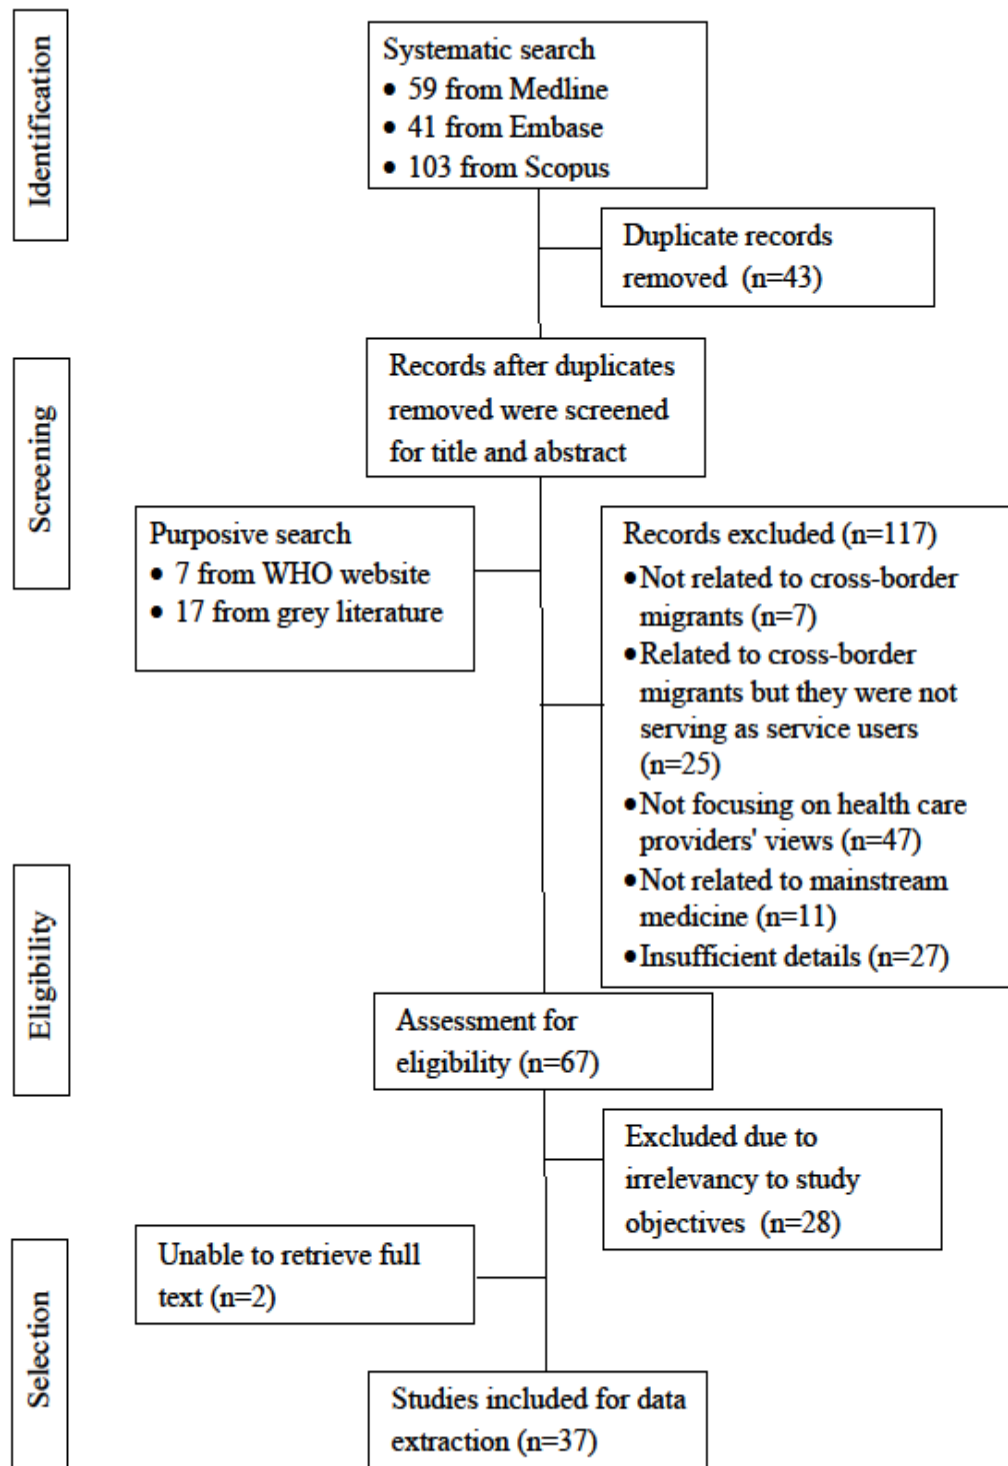 Identification
Systematic search
• 59 from Medline
• 41 from Embase
• 103 from Scopus
Duplicate records
removed (n=43)
Screening
Records after duplicates
removed were screened
for title and abstract
Purposive search
• 7 from WHO website
• 17 from grey literature
Records excluded (n=117)
•Not related to cross-border
migrants (n=7)
•Related to cross-border
migrants but they were not
serving as service users
(n=25)
•Not focusing on health care
providers' views (n=47)
•Not related to mainstream
medicine (n=11)
•Insufficient details (n=27)
Eligibility
Assessment for
eligibility (n=67)
Excluded due to
irrelevancy to study
objectives (n=28)
Unable to retrieve full
text (n=2)
Selection
Studies included for data
extraction (n=37)